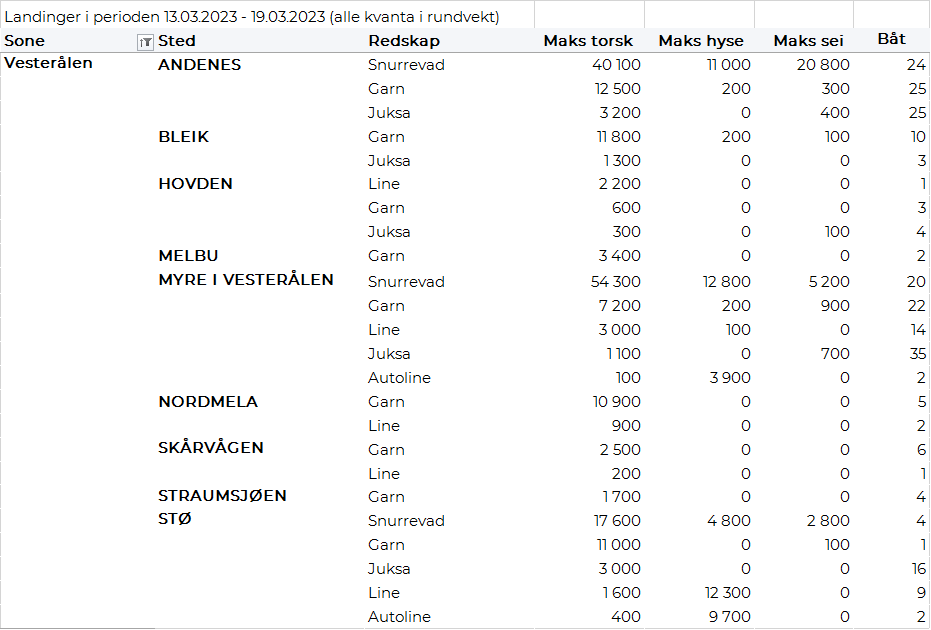 Landinger i perioden 13.03.2023 - 19.03.2023 (alle kvanta i rundvekt)
Sone Sted Redskap Maks torsk Maks hyse Maks sei Båt
Vesterålen ANDENES Snurrevad 40 100 11 000 20 800 24
Garn 12 500 200 300 25
Juksa 3 200 0 400 25
BLEIK Garn 11 800 200 100 10
Juksa 1 300 0 0 3
HOVDEN Line 2 200 0 0 1
Garn 600 0 0 3
Juksa 300 0 100 4
MELBU Garn 3 400 0 0 2
MYRE I VESTERÅLEN Snurrevad 54 300 12 800 5 200 20
Garn 7 200 200 900 22
Line 3 000 100 0 14
Juksa 1 100 0 700 35
Autoline 100 3 900 0 2
NORDMELA Garn 10 900 0 0 5
Line 900 0 0 2
SKÅRVÅGEN Garn 2 500 0 0 6
Line 200 0 0 1
STRAUMSJØEN Garn 1 700 0 0 4
STØ Snurrevad 17 600 4 800 2 800 4
Garn 11 000 0 100 1
Juksa 3 000 0 0 16
Line 1 600 12 300 0 9
Autoline 400 9 700 0 2